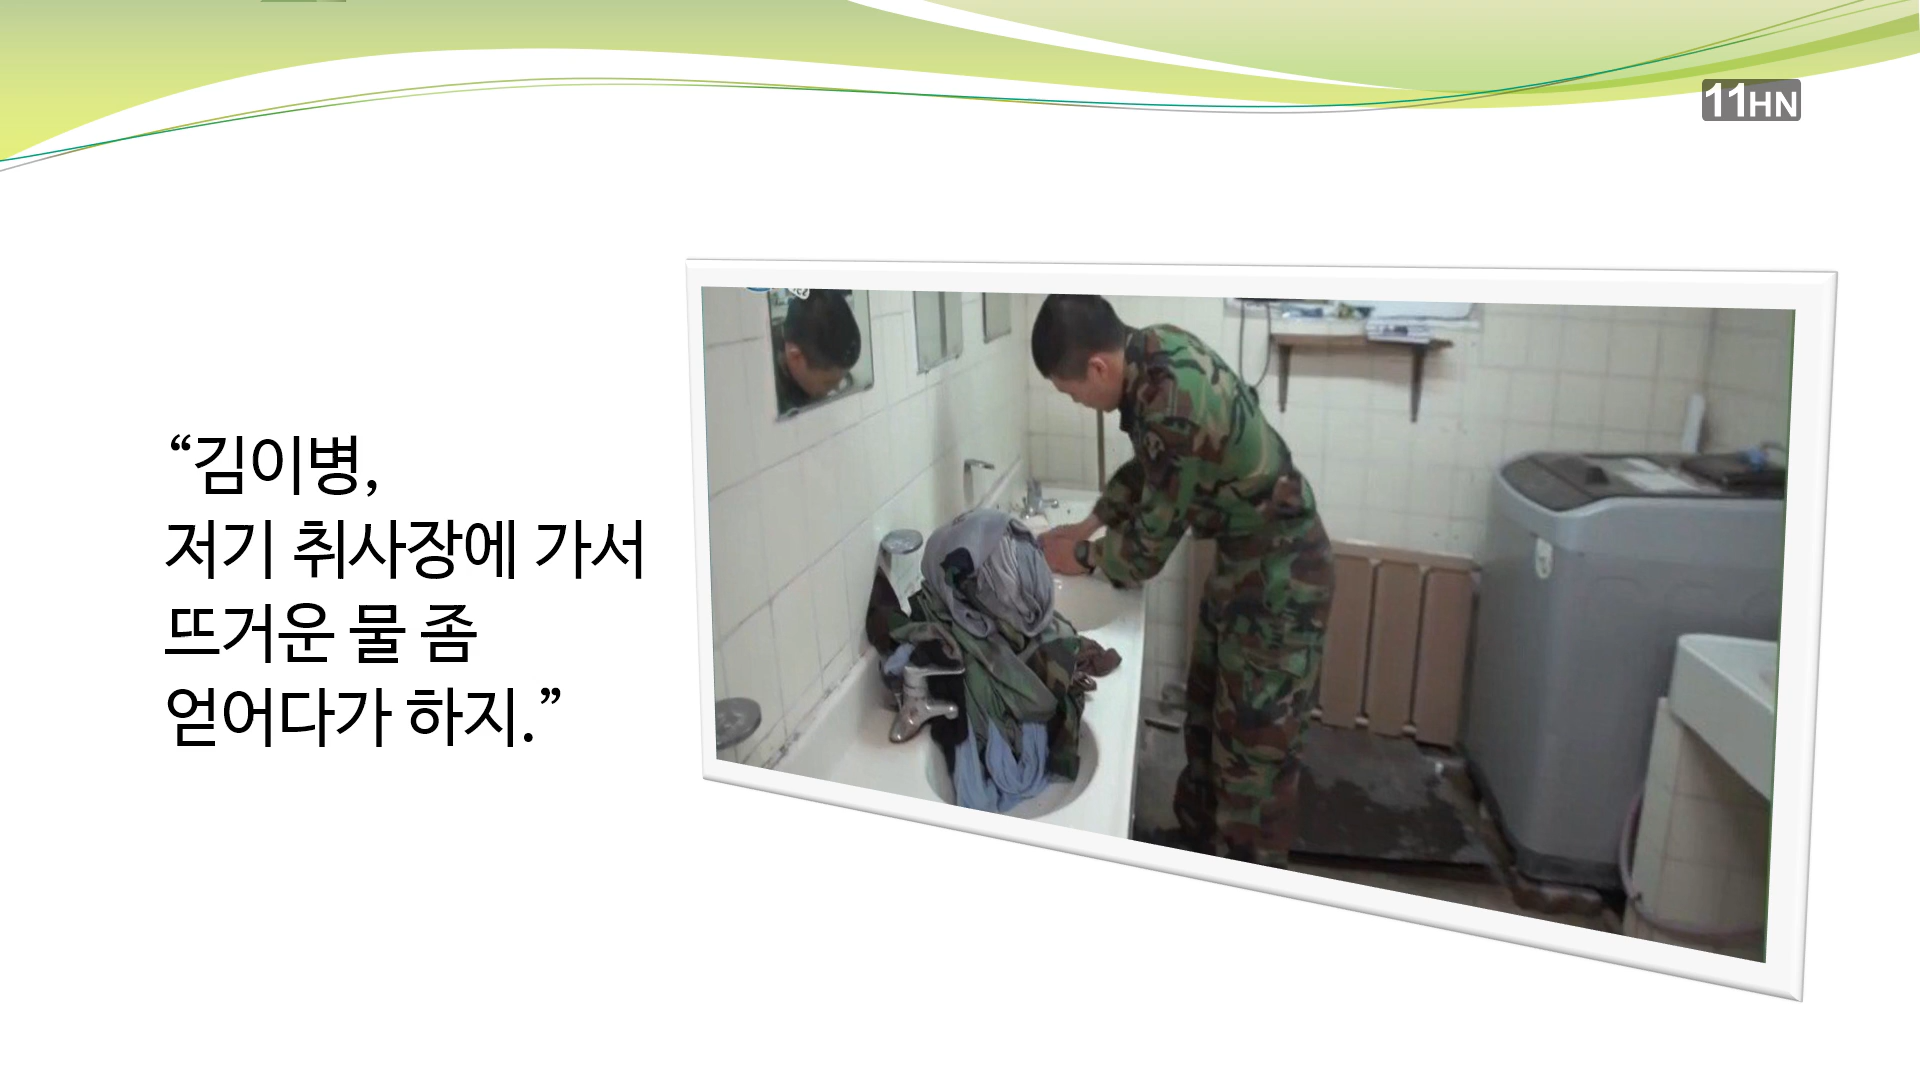 11HN
“김이병,
저기 취사장에 가서
뜨거운 물 좀
얻어다가 하지.”